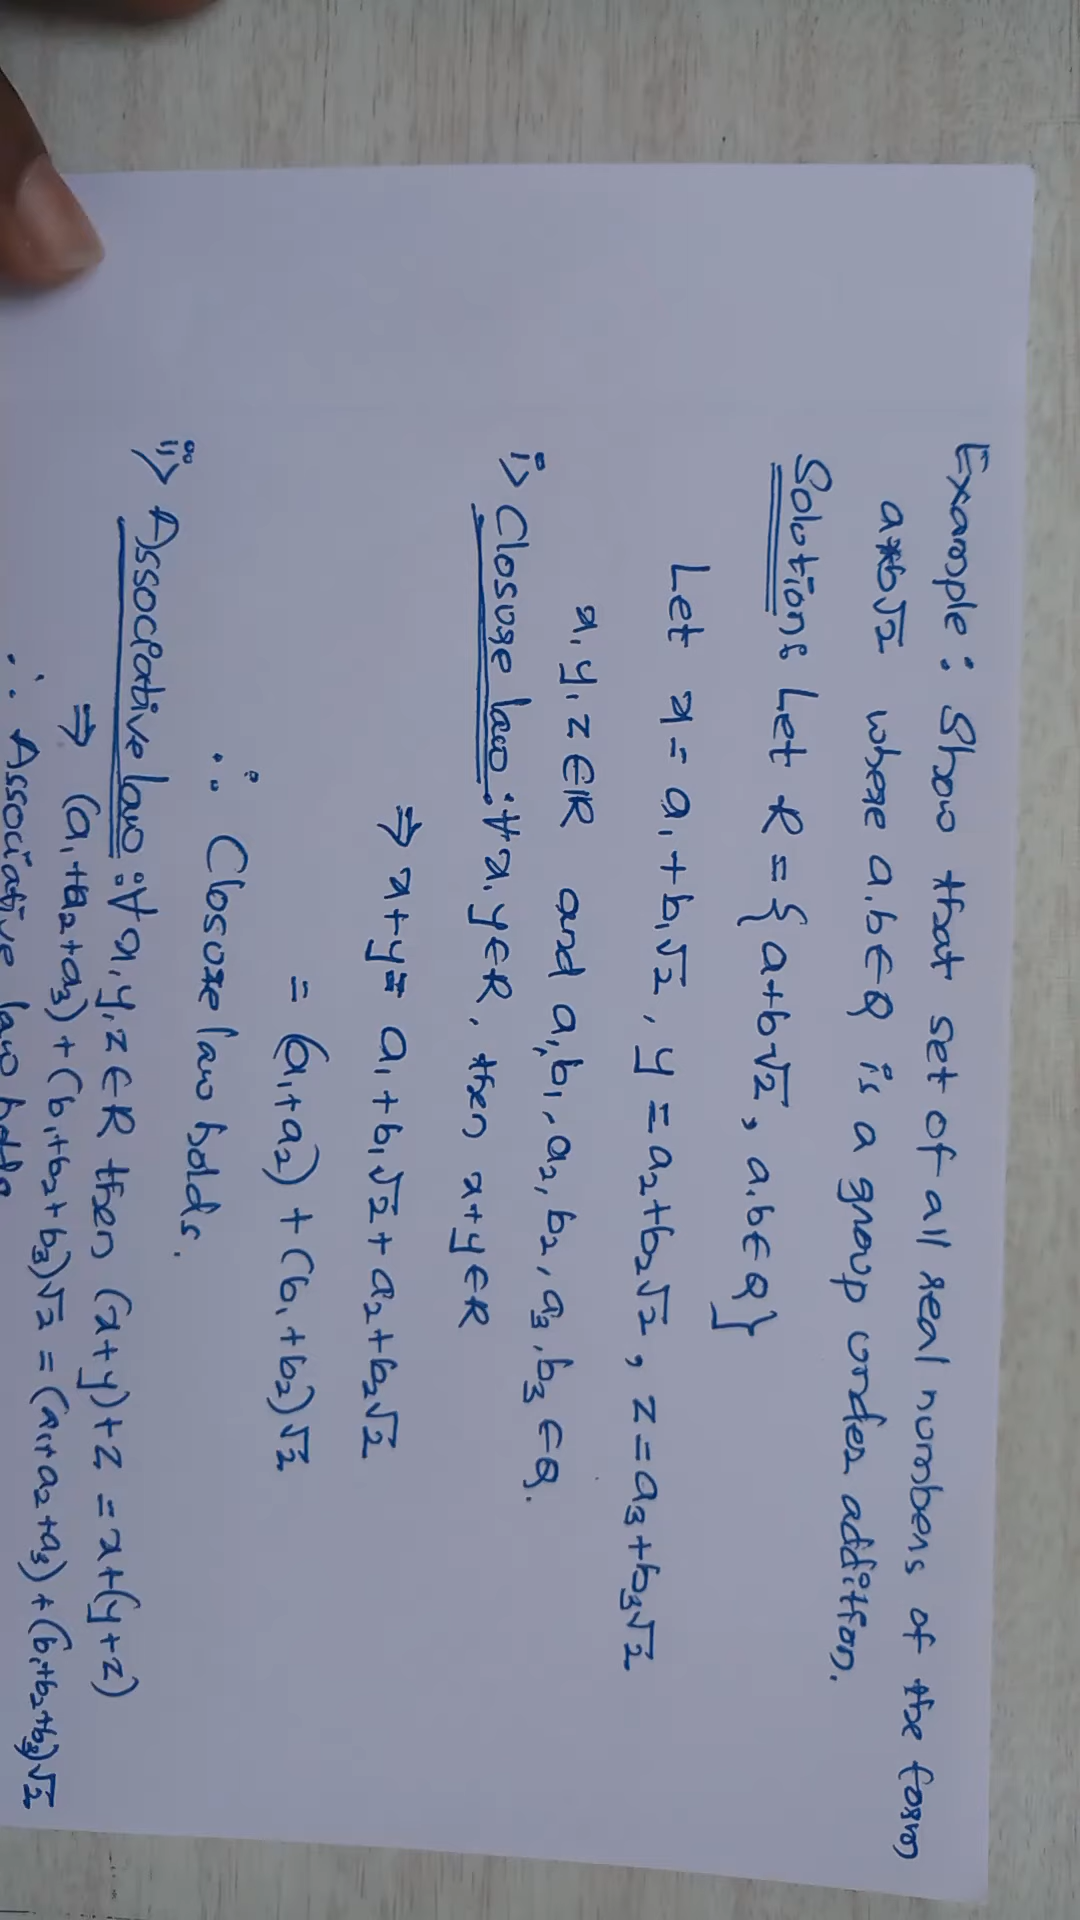 Example : Show that set of all real numbers of the form
a+b√2 where a,b∈Q is a group under addition.
Solution: Let R = { a+b√2 , a,b∈Q }
Let x = a₁+b₁√2 , y = a₂+b₂√2 , z = a₃+b₃√2
x, y, z ∈ R and a₁,b₁,a₂,b₂,a₃,b₃ ∈ Q.
i> Closure law : ∀ x, y ∈ R, then x+y ∈ R
⇒ x+y = a₁+b₁√2 + a₂+b₂√2
= (a₁+a₂) + (b₁+b₂)√2
∴ Closure law holds.
ii> Associative law : ∀ x, y, z ∈ R then (x+y)+z = x+(y+z)
⇒ (a₁+a₂+a₃) + (b₁+b₂+b₃)√2 = (a₁+a₂+a₃) + (b₁+b₂+b₃)√2
∴ Associative law holds